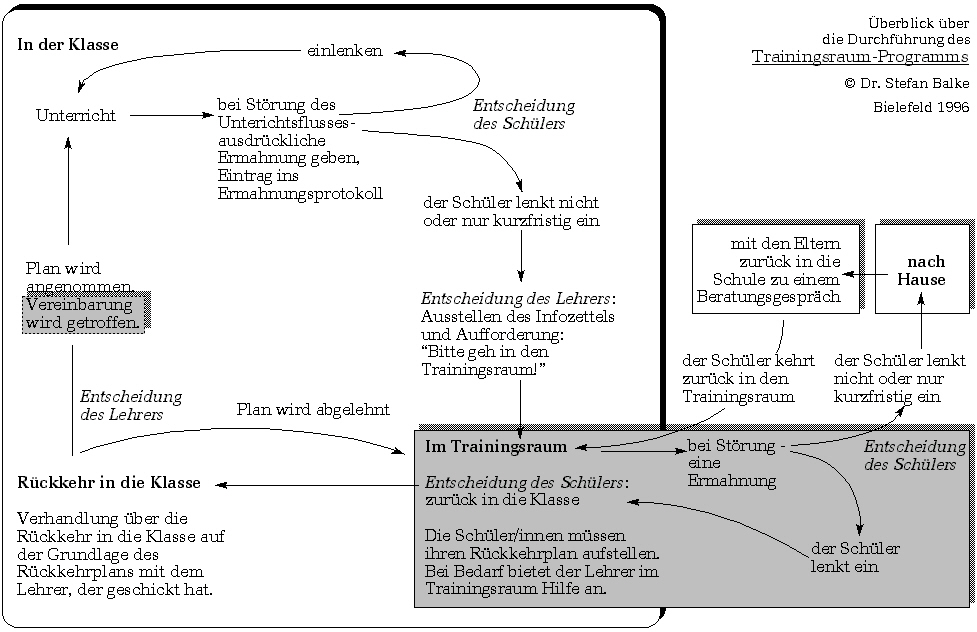 Überblick über
die Durchführung des
Trainingsraum-Programms
© Dr. Stefan Balke
Bielefeld 1996
In der Klasse
einlenken
Unterricht
bei Störung des
Unterichtsflusses-
ausdrückliche
Ermahnung geben,
Eintrag ins
Ermahnungsprotokoll
Entscheidung
des Schülers
der Schüler lenkt nicht
oder nur kurzfristig ein
Entscheidung des Lehrers:
Ausstellen des Infozettels
und Aufforderung:
“Bitte geh in den
Trainingsraum!”
Plan wird
angenommen.
Vereinbarung
wird getroffen.
Entscheidung
des Lehrers
Plan wird abgelehnt
Rückkehr in die Klasse
Verhandlung über die
Rückkehr in die Klasse auf
der Grundlage des
Rückkehrplans mit dem
Lehrer, der geschickt hat.
Im Trainingsraum
Entscheidung des Schülers:
zurück in die Klasse
Die Schüler/innen müssen
ihren Rückkehrplan aufstellen.
Bei Bedarf bietet der Lehrer im
Trainingsraum Hilfe an.
bei Störung -
eine
Ermahnung
Entscheidung
des Schülers
der Schüler
lenkt ein
der Schüler lenkt
nicht oder nur
kurzfristig ein
nach
Hause
mit den Eltern
zurück in die
Schule zu einem
Beratungsgespräch
der Schüler kehrt
zurück in den
Trainingsraum